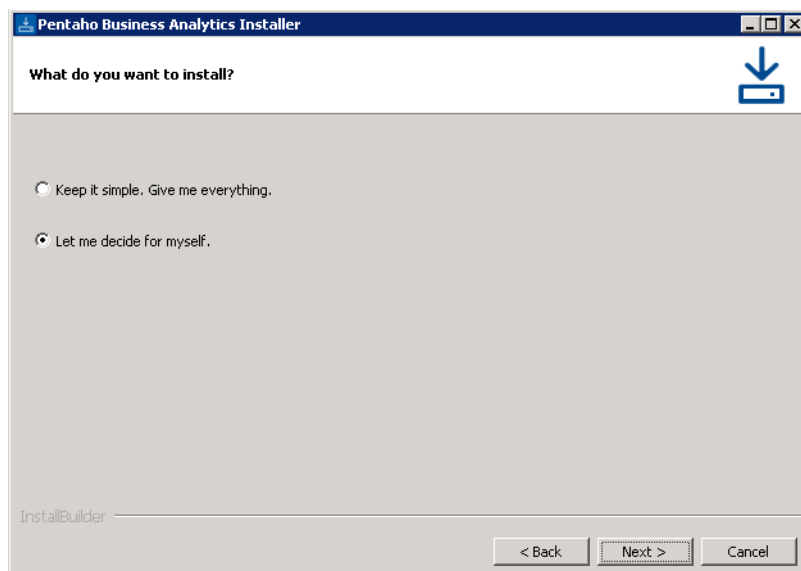 Pentaho Business Analytics Installer
What do you want to install?
Keep it simple. Give me everything.
Let me decide for myself.
InstallBuilder
< Back
Next >
Cancel